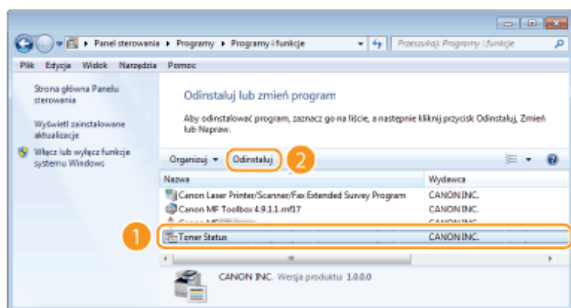 Panel sterowania ▸ Programy ▸ Programy i funkcje
Przeszukaj: Programy i funkcje
Plik Edycja Widok Narzędzia Pomoc
Strona główna Panelu
sterowania
Wyświetl zainstalowane
aktualizacje
Włącz lub wyłącz funkcje
systemu Windows
Odinstaluj lub zmień program
Aby odinstalować program, zaznacz go na liście, a następnie kliknij przycisk Odinstaluj, Zmień
lub Napraw.
Organizuj Odinstaluj 2
Nazwa Wydawca
Canon Laser Printer/Scanner/Fax Extended Survey Program CANON INC.
Canon MF Toolbox 4.9.1.1.mf17 CANON INC.
Canon MF CANON INC.
1 Toner Status CANON INC.
CANON INC. Wersja produktu: 1.0.0.0